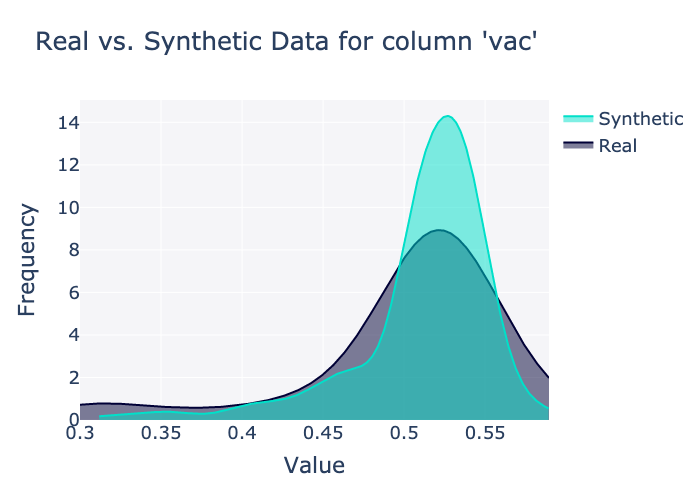 Real vs. Synthetic Data for column 'vac'
Synthetic
Real
Frequency
14
12
10
8
6
4
2
0
0.3
0.35
0.4
0.45
0.5
0.55
Value